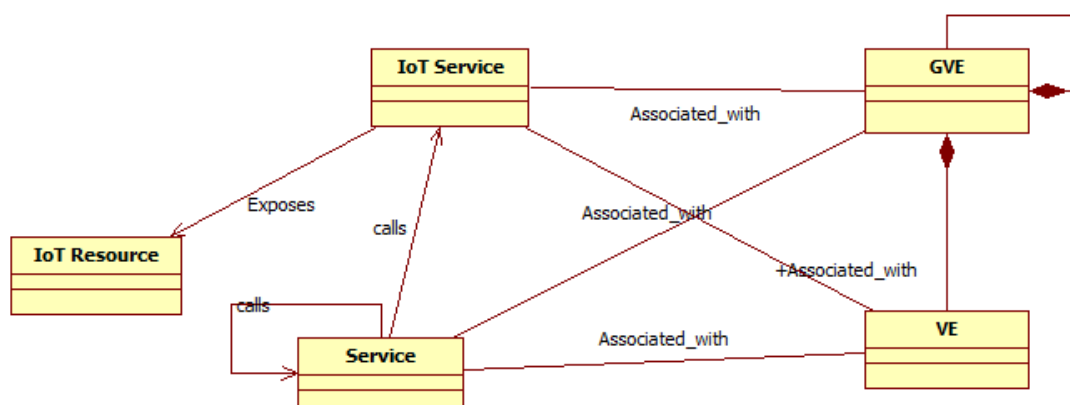 IoT Service
GVE
Associated_with
Exposes
calls
Associated_with
IoT Resource
+Associated_with
calls
VE
Associated_with
Service